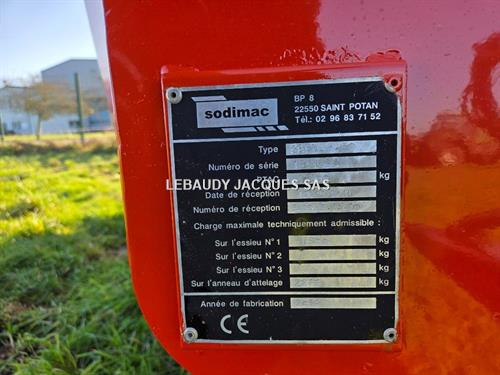 sodimac
BP 8
22550 SAINT POTAN
Tél.: 02 96 83 71 52
Type
Numéro de série
PTAC kg
LEBAUDY JACQUES SAS
Date de réception
Numéro de réception
Charge maximale techniquement admissible :
Sur l'essieu N° 1 kg
Sur l'essieu N° 2 kg
Sur l'essieu N° 3 kg
Sur l'anneau d'attelage kg
Année de fabrication
CE